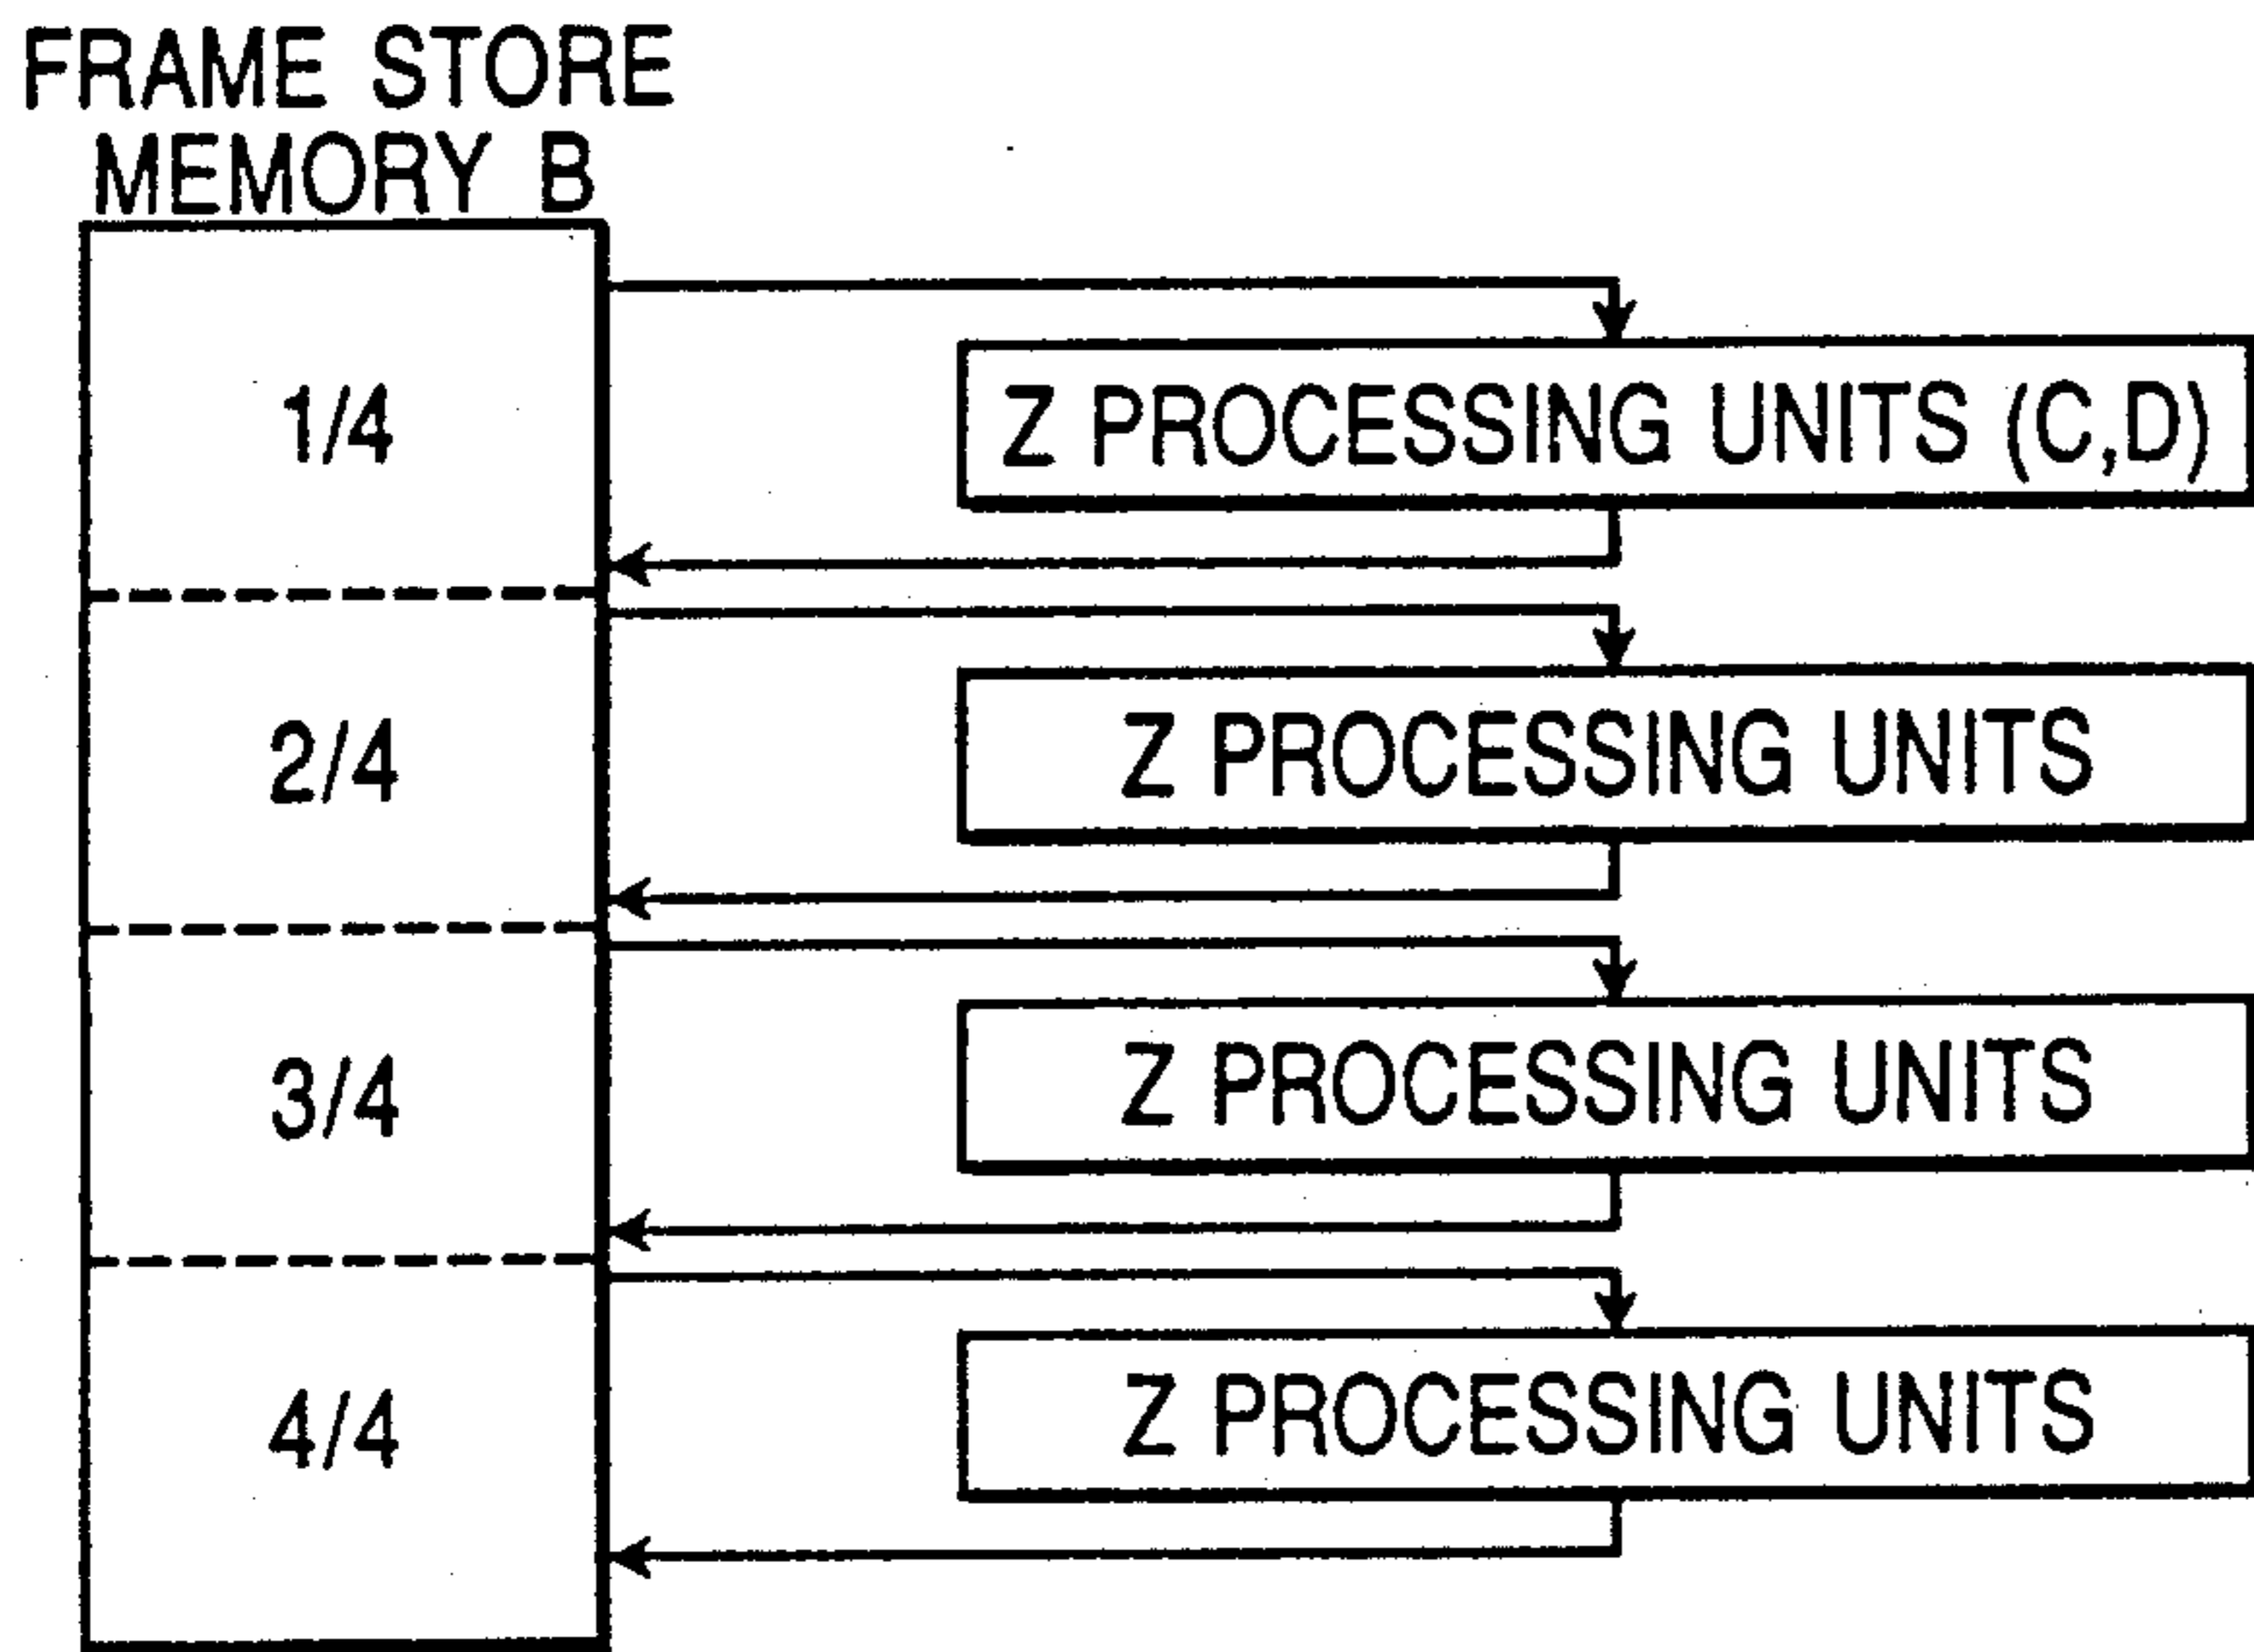 FRAME STORE
MEMORY B
1/4
Z PROCESSING UNITS (C,D)
2/4
Z PROCESSING UNITS
3/4
Z PROCESSING UNITS
4/4
Z PROCESSING UNITS